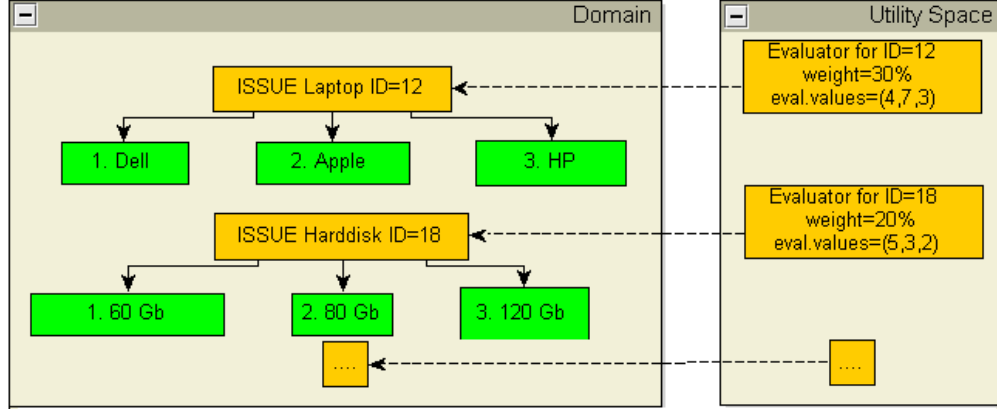 Domain
ISSUE Laptop ID=12
1. Dell
2. Apple
3. HP
ISSUE Harddisk ID=18
1. 60 Gb
2. 80 Gb
3. 120 Gb
....
Utility Space
Evaluator for ID=12
weight=30%
eval.values=(4,7,3)
Evaluator for ID=18
weight=20%
eval.values=(5,3,2)
....